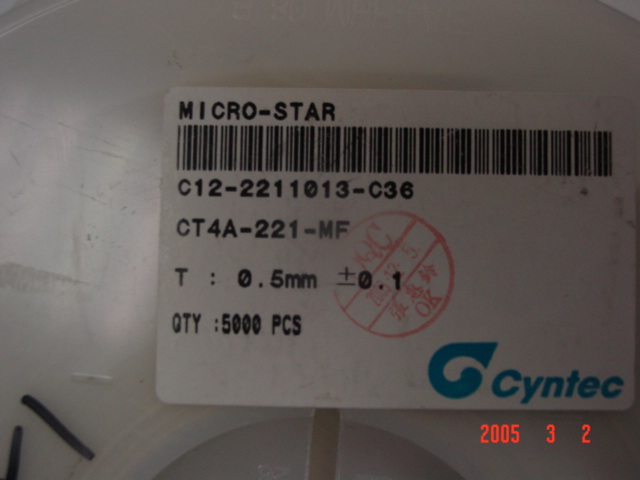 MICRO-STAR
C12-2211013-C36
CT4A-221-MF
T : 0.5mm ±0.1
QTY :5000 PCS
OK
Cyntec
2005 3 2